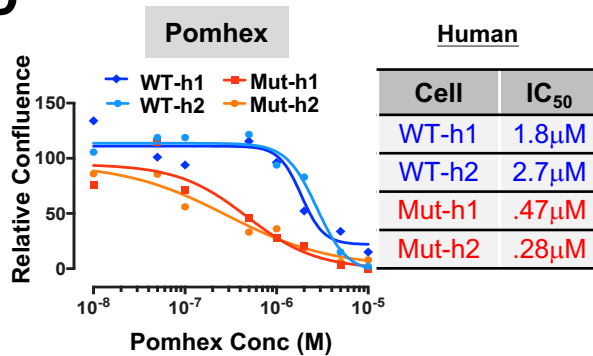 Pomhex
Human
WT-h1 Mut-h1
WT-h2 Mut-h2
Relative Confluence
150
100
50
0
10⁻⁸ 10⁻⁷ 10⁻⁶ 10⁻⁵
Pomhex Conc (M)
Cell IC₅₀
WT-h1 1.8μM
WT-h2 2.7μM
Mut-h1 .47μM
Mut-h2 .28μM